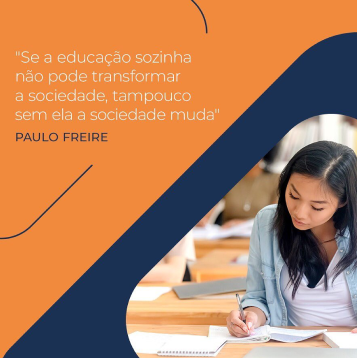 "Se a educação sozinha
não pode transformar
a sociedade, tampouco
sem ela a sociedade muda"
PAULO FREIRE